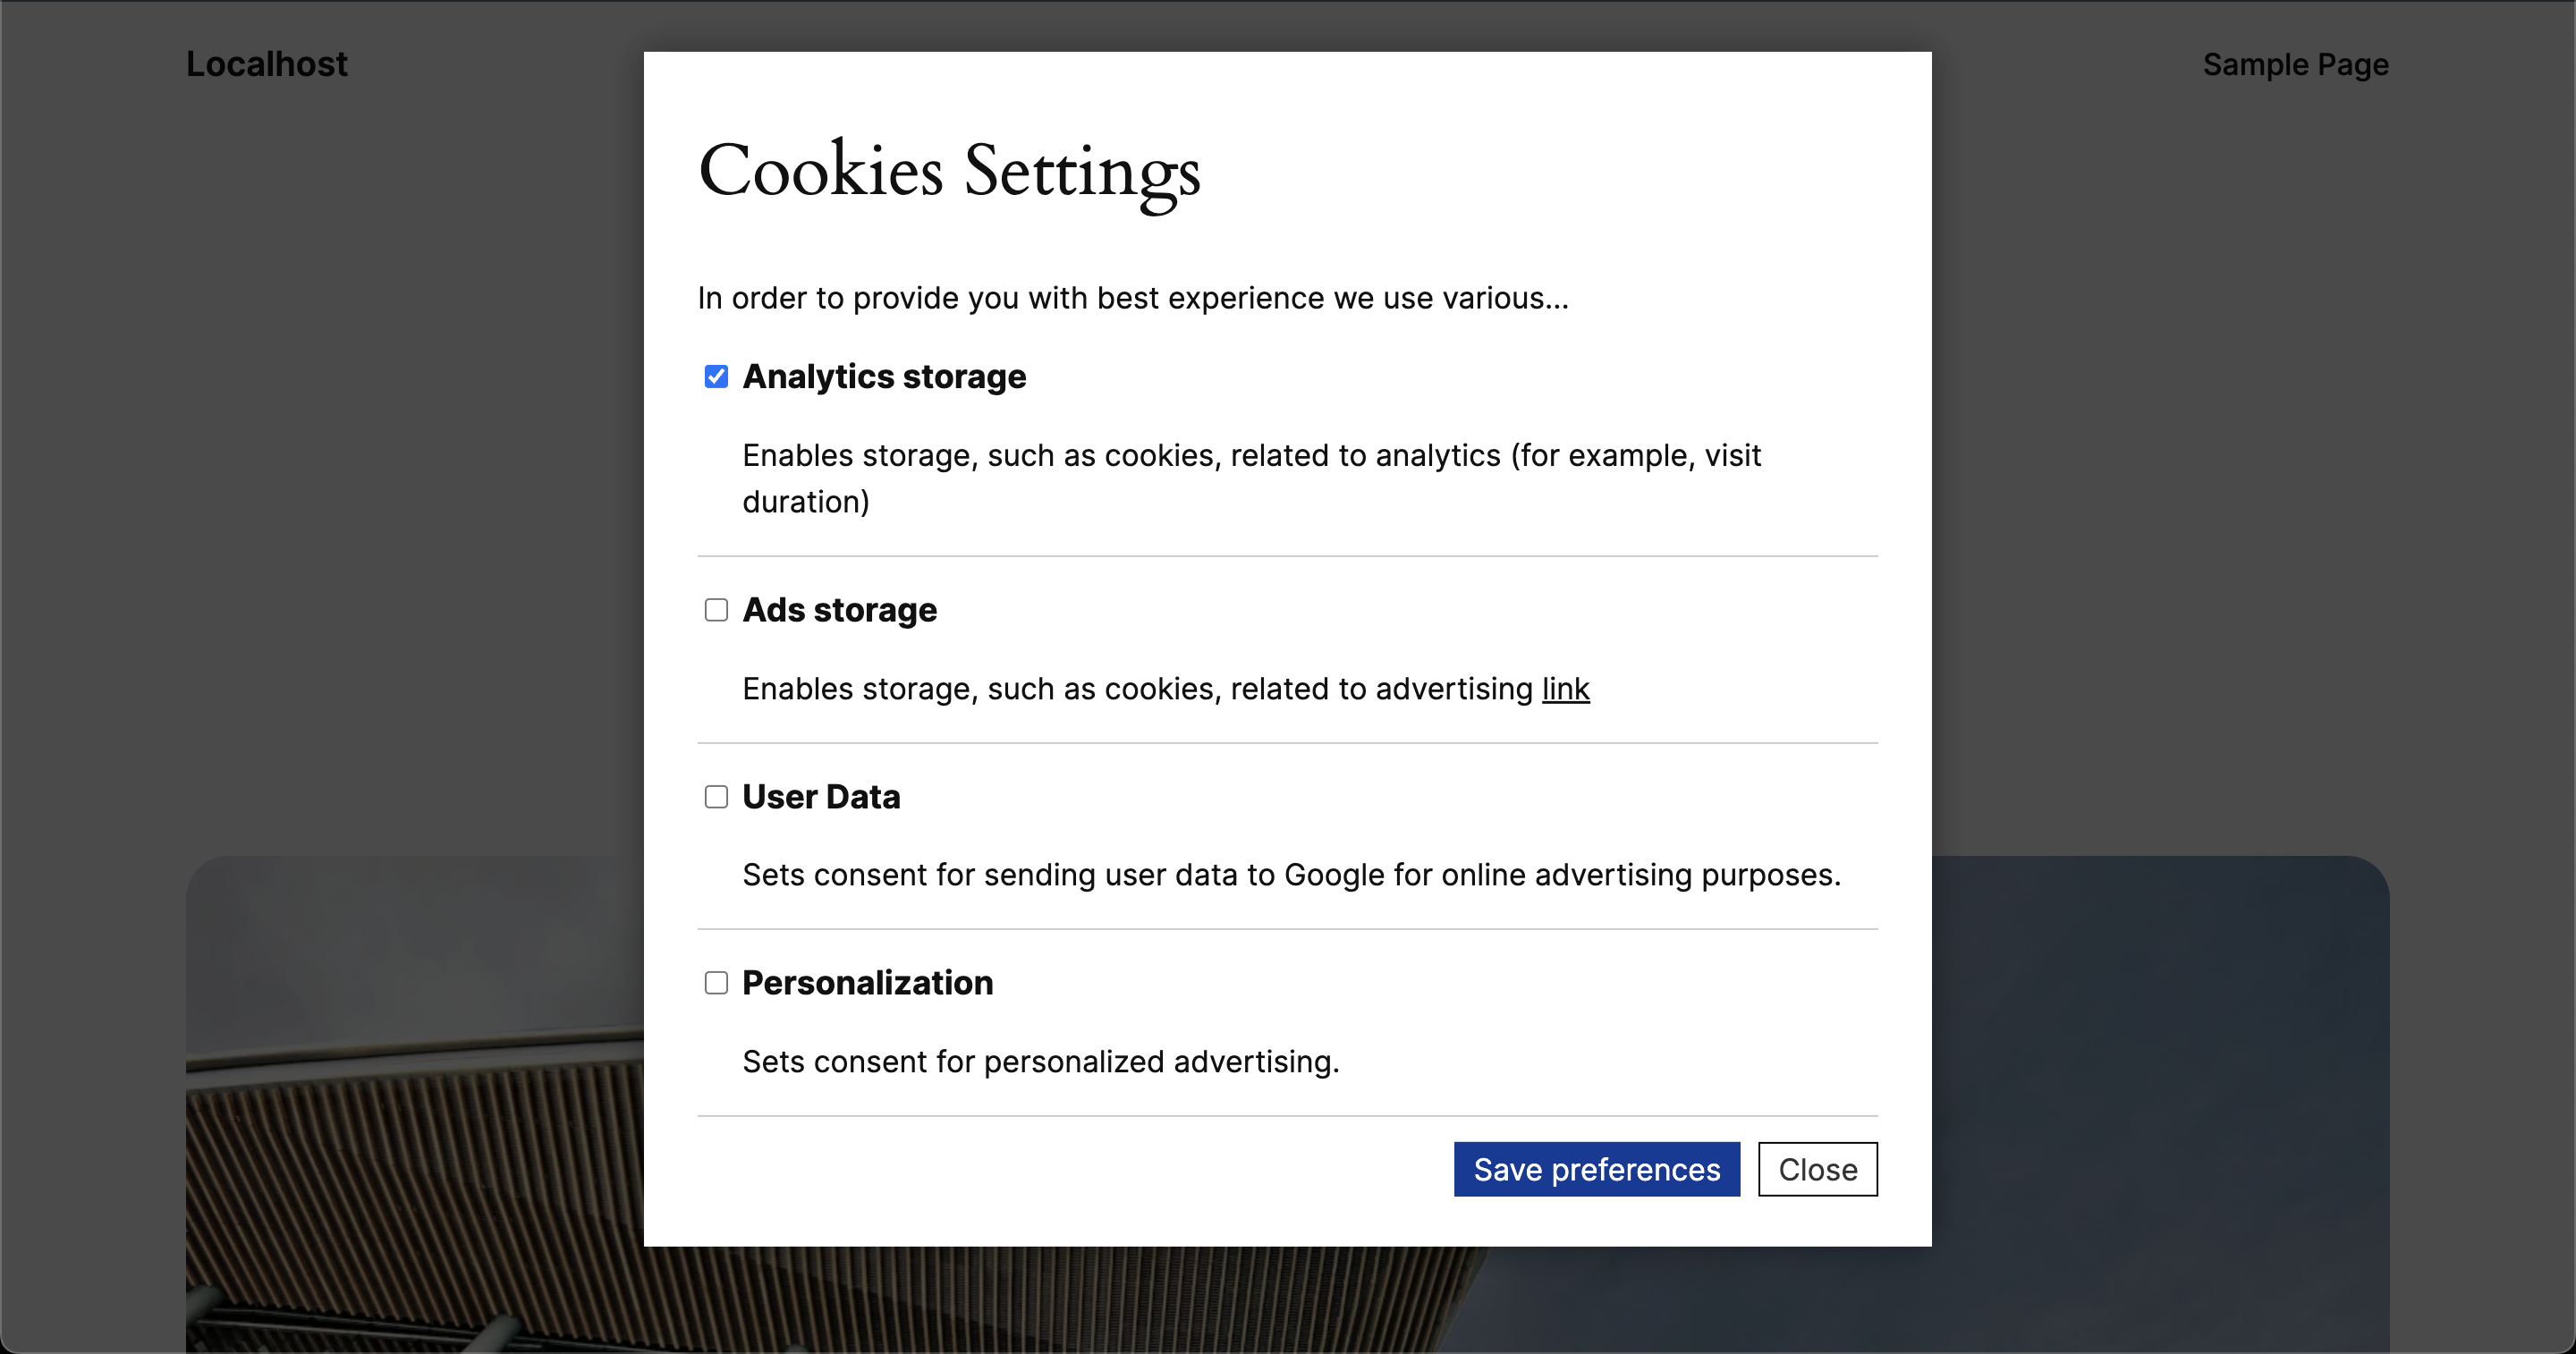 Localhost
Sample Page
Cookies Settings
In order to provide you with best experience we use various...
Analytics storage
Enables storage, such as cookies, related to analytics (for example, visit
duration)
Ads storage
Enables storage, such as cookies, related to advertising link
User Data
Sets consent for sending user data to Google for online advertising purposes.
Personalization
Sets consent for personalized advertising.
Save preferences
Close